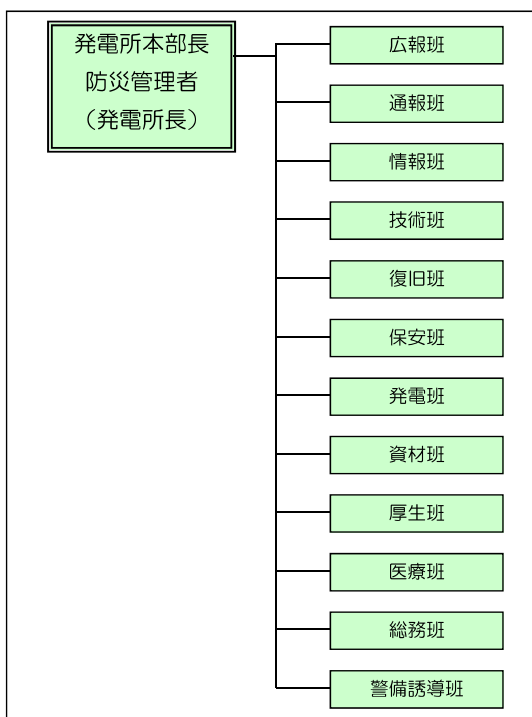 発電所本部長
防災管理者
（発電所長）
広報班
通報班
情報班
技術班
復旧班
保安班
発電班
資材班
厚生班
医療班
総務班
警備誘導班